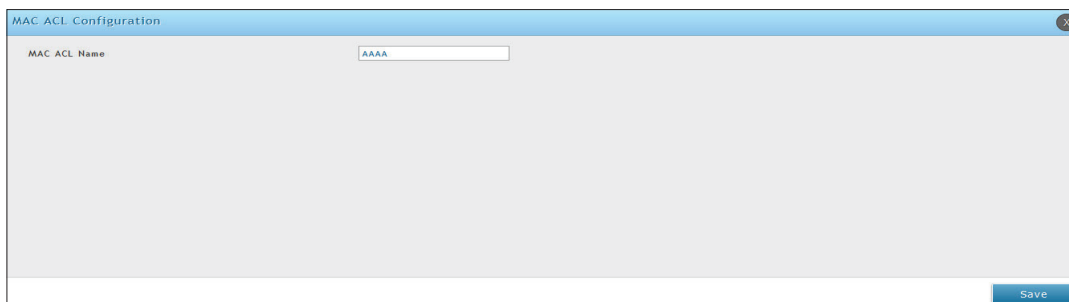 MAC ACL Configuration
X
MAC ACL Name
AAAA
Save